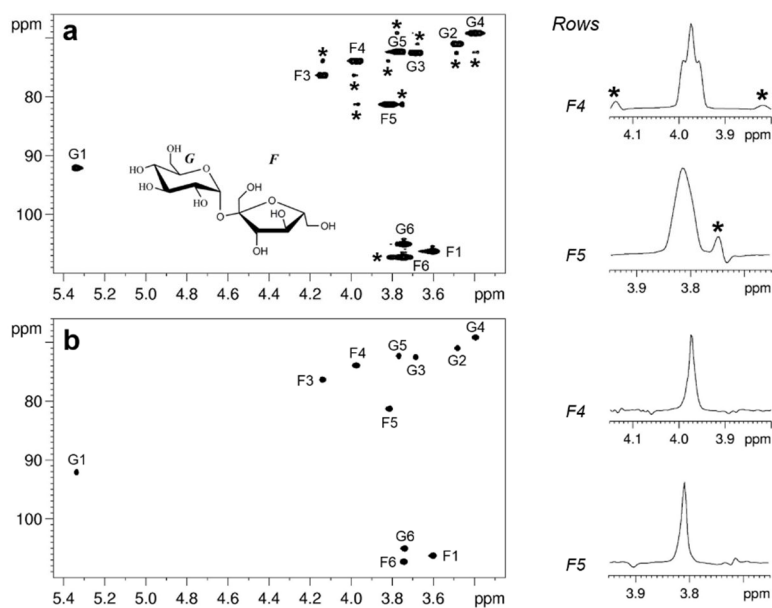 ppm
a
*
*
*
G4
G5
G2
F4
G3
F3
*
*
*
*
80
*
*
*
F5
90
G1
G
F
HO
OH
HO
O
OH
HO
O
HO
HO
O
OH
OH
100
G6
*
F6
F1
5.4
5.2
5.0
4.8
4.6
4.4
4.2
4.0
3.8
3.6
ppm
ppm
b
G4
G5
G2
F4
G3
F3
80
F5
90
G1
100
G6
F6
F1
5.4
5.2
5.0
4.8
4.6
4.4
4.2
4.0
3.8
3.6
ppm
Rows
*
*
F4
4.1
4.0
3.9
ppm
*
F5
3.9
3.8
ppm
F4
4.1
4.0
3.9
ppm
F5
3.9
3.8
ppm